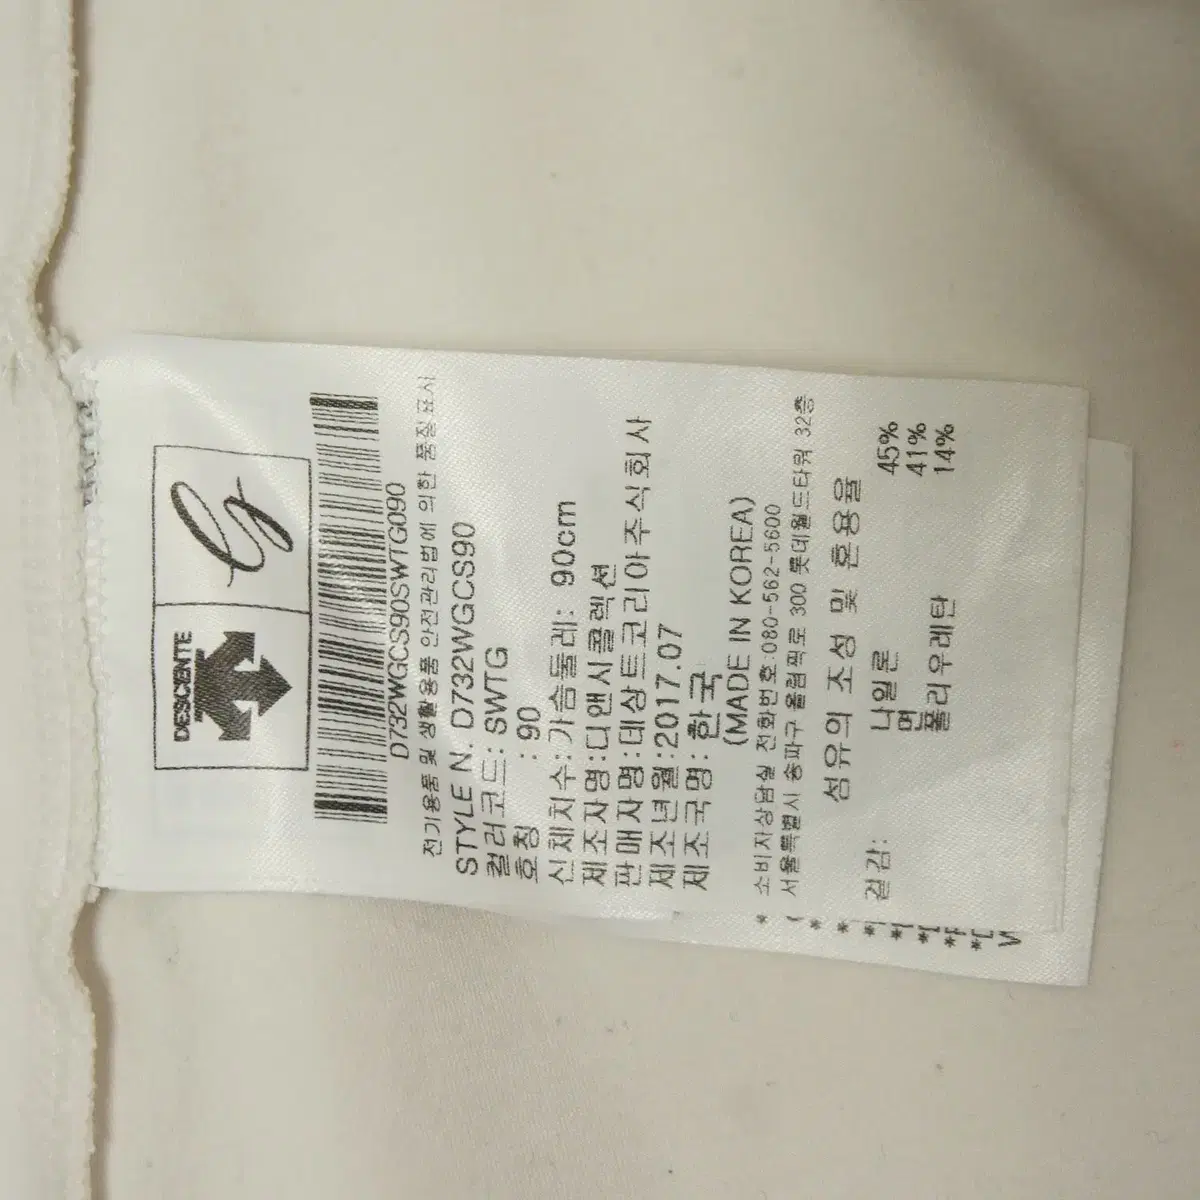 DESCENTE
D732WGCS90SWTG090
전기용품 및 생활용품 안전관리법에 의한 품질표시
STYLE N. D732WGCS90
컬러코드: SWTG
호칭 : 90
신체치수:가슴둘레: 90cm
제조자명:디앤시콜렉션
판매자명:데상트코리아주식회사
제조년월:2017.07
제조국명: 한국
(MADE IN KOREA)
소비자상담실 전화번호:080-562-5600
서울특별시 송파구 올림픽로 300 롯데월드타워 32층
섬유의 조성 및 혼용율
겉감: 나일론 45%
면 41%
폴리우레탄 14%